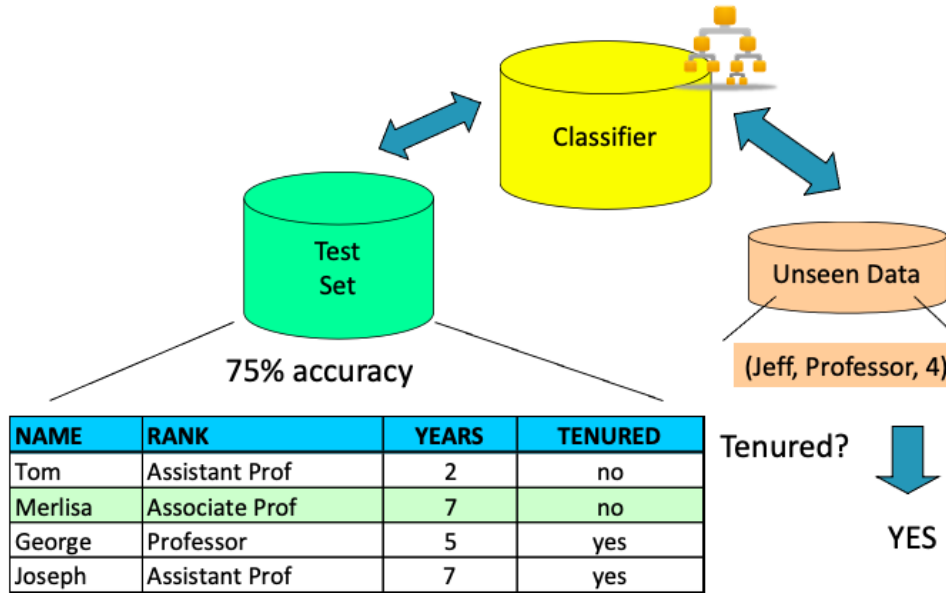 Classifier
Test
Set
Unseen Data
75% accuracy
(Jeff, Professor, 4)
NAME RANK YEARS TENURED
Tom Assistant Prof 2 no
Merlisa Associate Prof 7 no
George Professor 5 yes
Joseph Assistant Prof 7 yes
Tenured?
YES